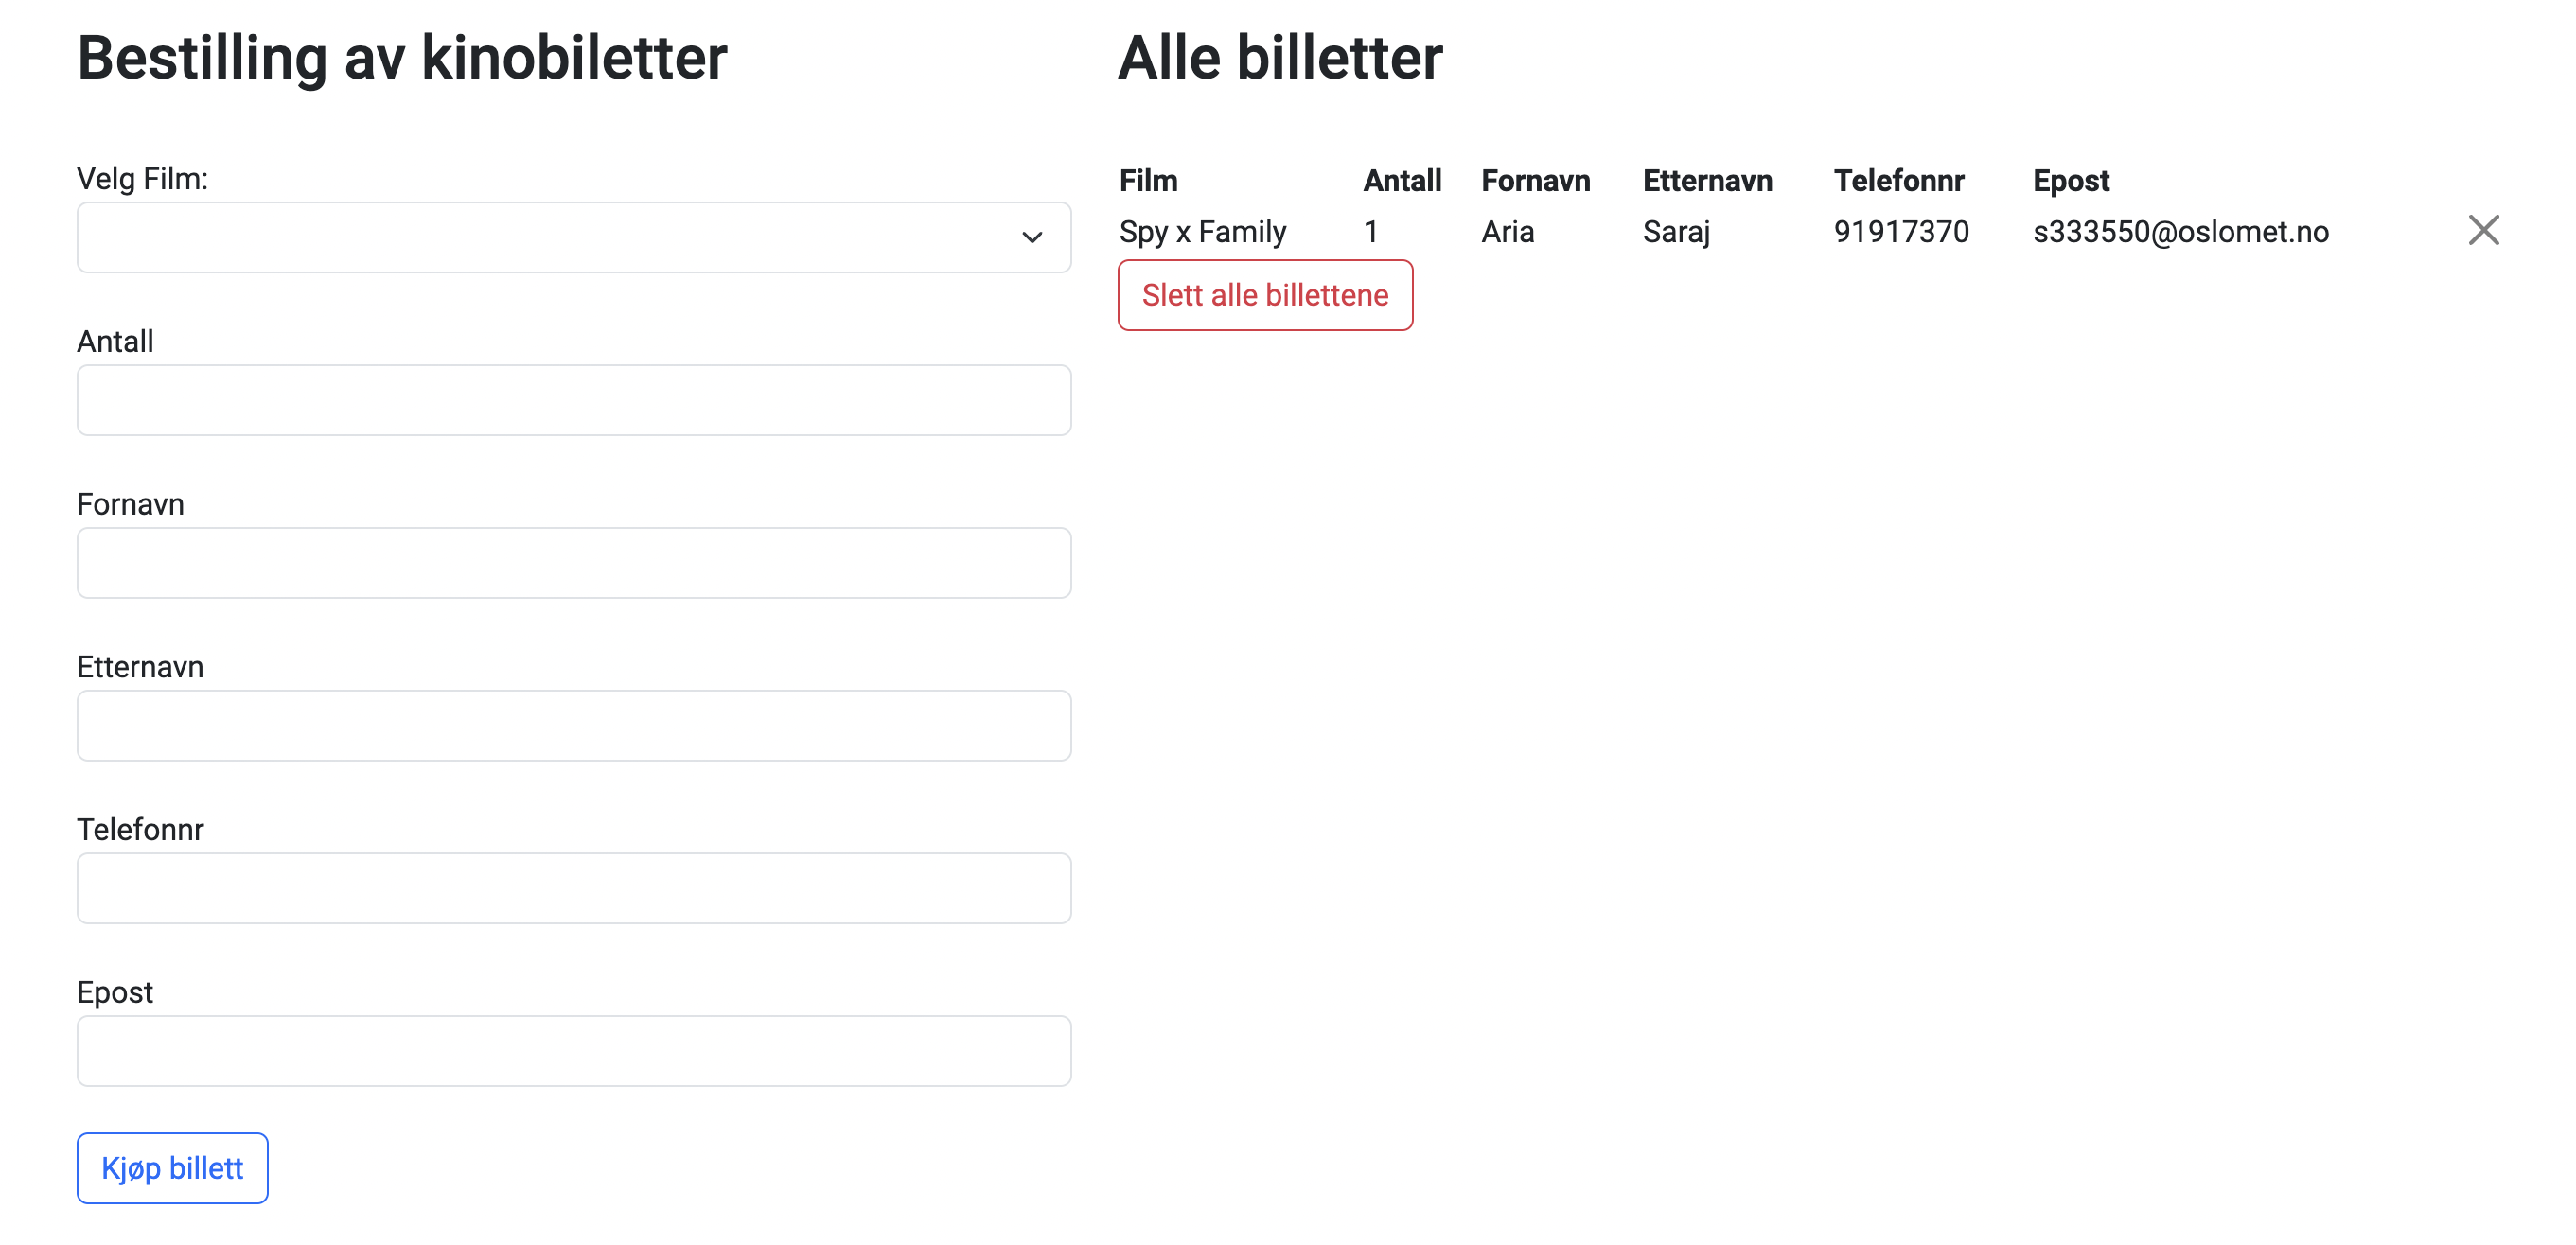 Bestilling av kinobiletter
Velg Film:
Antall
Fornavn
Etternavn
Telefonnr
Epost
Kjøp billett
Alle billetter
Film Antall Fornavn Etternavn Telefonnr Epost
Spy x Family 1 Aria Saraj 91917370 s333550@oslomet.no
Slett alle billettene